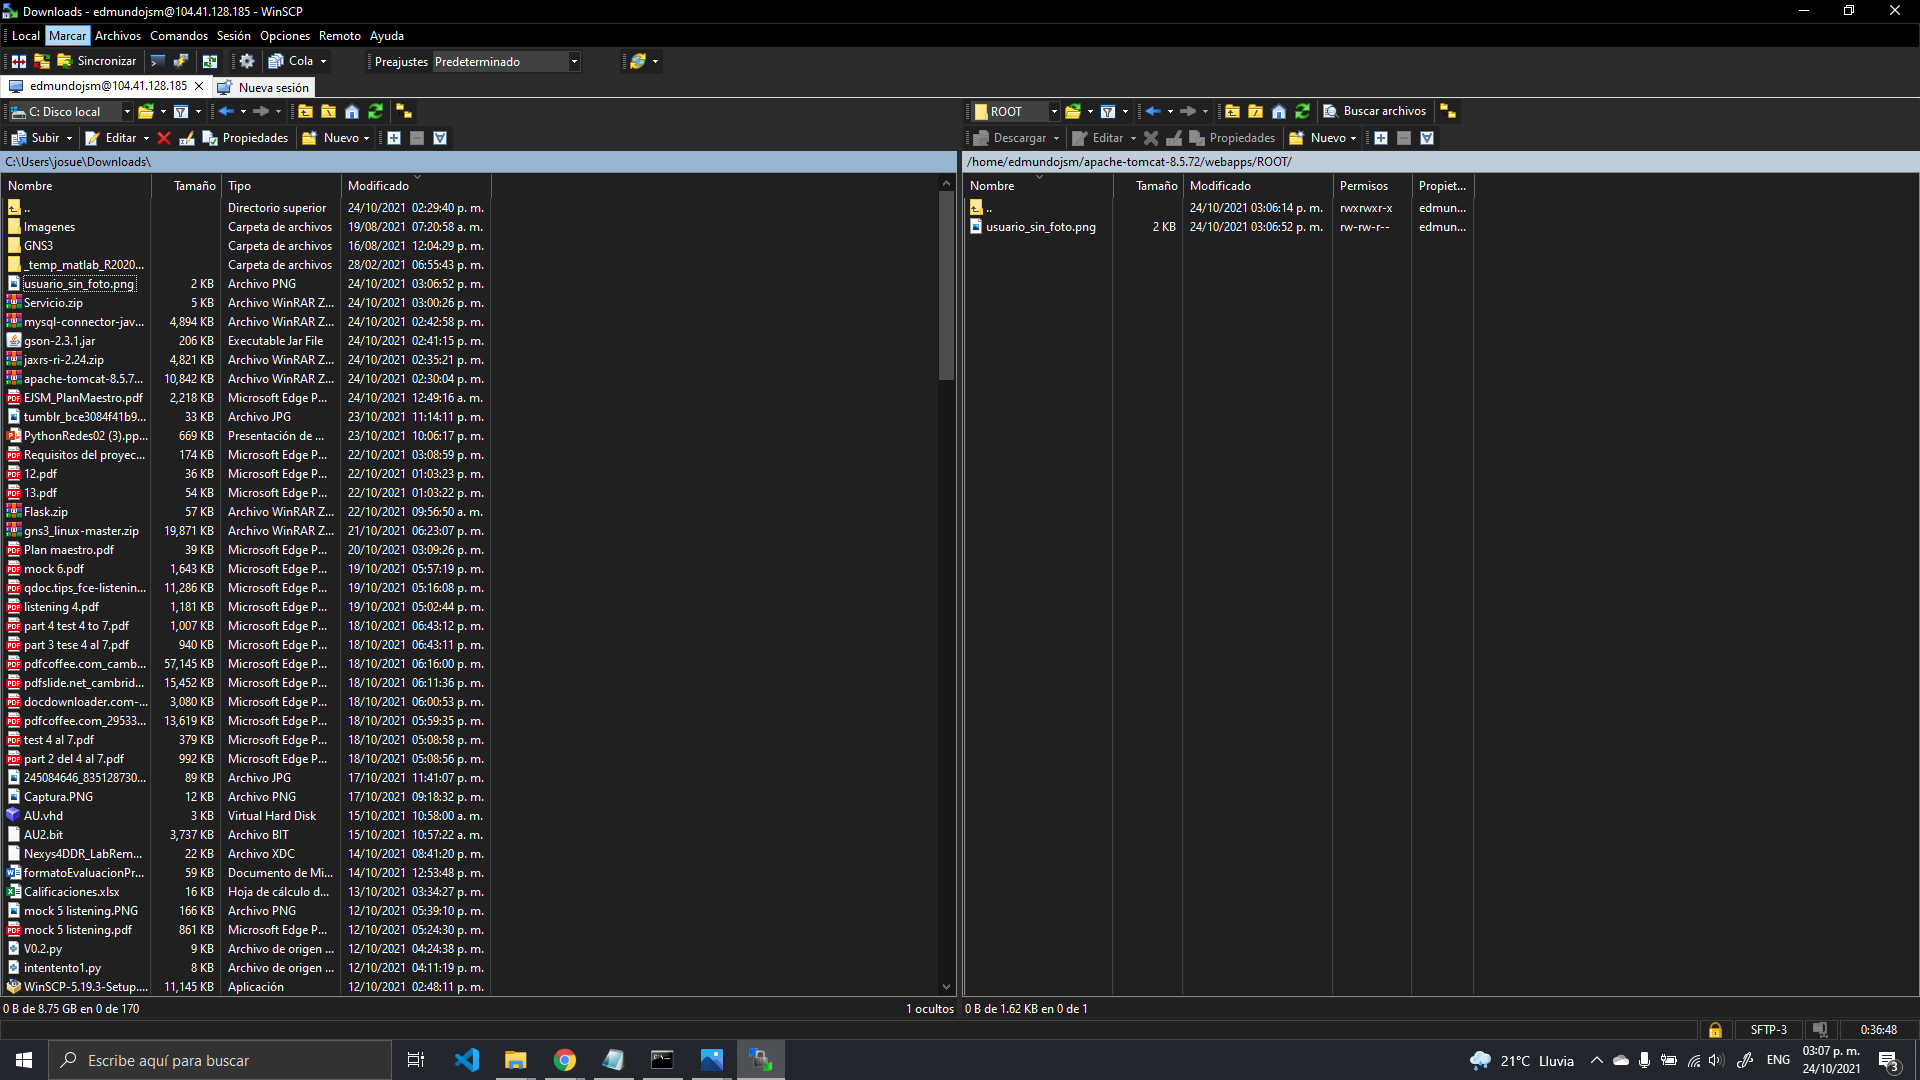 Downloads - edmundojsm@104.41.128.185 - WinSCP
Local Marcar Archivos Comandos Sesión Opciones Remoto Ayuda
Sincronizar Cola Preajustes Predeterminado
edmundojsm@104.41.128.185 Nueva sesión
C: Disco local
Subir Editar Propiedades Nuevo
C:\Users\josue\Downloads\
Nombre Tamaño Tipo Modificado
.. Directorio superior 24/10/2021 02:29:40 p. m.
Imagenes Carpeta de archivos 19/08/2021 07:20:58 a. m.
GNS3 Carpeta de archivos 16/08/2021 12:04:29 p. m.
_temp_matlab_R2020... Carpeta de archivos 28/02/2021 06:55:43 p. m.
usuario_sin_foto.png 2 KB Archivo PNG 24/10/2021 03:06:52 p. m.
Servicio.zip 5 KB Archivo WinRAR Z... 24/10/2021 03:00:26 p. m.
mysql-connector-jav... 4,894 KB Archivo WinRAR Z... 24/10/2021 02:42:58 p. m.
gson-2.3.1.jar 206 KB Executable Jar File 24/10/2021 02:41:15 p. m.
jaxrs-ri-2.24.zip 4,821 KB Archivo WinRAR Z... 24/10/2021 02:35:21 p. m.
apache-tomcat-8.5.7... 10,842 KB Archivo WinRAR Z... 24/10/2021 02:30:04 p. m.
EJSM_PlanMaestro.pdf 2,218 KB Microsoft Edge P... 24/10/2021 12:49:16 a. m.
tumblr_bce3084f41b9... 33 KB Archivo JPG 23/10/2021 11:14:11 p. m.
PythonRedes02 (3).pp... 669 KB Presentación de ... 23/10/2021 10:06:17 p. m.
Requisitos del proyec... 174 KB Microsoft Edge P... 22/10/2021 03:08:59 p. m.
12.pdf 36 KB Microsoft Edge P... 22/10/2021 01:03:23 p. m.
13.pdf 54 KB Microsoft Edge P... 22/10/2021 01:03:22 p. m.
Flask.zip 57 KB Archivo WinRAR Z... 22/10/2021 09:56:50 a. m.
gns3_linux-master.zip 19,871 KB Archivo WinRAR Z... 21/10/2021 06:23:07 p. m.
Plan maestro.pdf 39 KB Microsoft Edge P... 20/10/2021 03:09:26 p. m.
mock 6.pdf 1,643 KB Microsoft Edge P... 19/10/2021 05:57:19 p. m.
qdoc.tips_fce-listenin... 11,286 KB Microsoft Edge P... 19/10/2021 05:16:08 p. m.
listening 4.pdf 1,181 KB Microsoft Edge P... 19/10/2021 05:02:44 p. m.
part 4 test 4 to 7.pdf 1,007 KB Microsoft Edge P... 18/10/2021 06:43:12 p. m.
part 3 tese 4 al 7.pdf 940 KB Microsoft Edge P... 18/10/2021 06:43:11 p. m.
pdfcoffee.com_camb... 57,145 KB Microsoft Edge P... 18/10/2021 06:16:00 p. m.
pdfslide.net_cambrid... 15,452 KB Microsoft Edge P... 18/10/2021 06:11:36 p. m.
docdownloader.com-... 3,080 KB Microsoft Edge P... 18/10/2021 06:00:53 p. m.
pdfcoffee.com_29533... 13,619 KB Microsoft Edge P... 18/10/2021 05:59:35 p. m.
test 4 al 7.pdf 379 KB Microsoft Edge P... 18/10/2021 05:08:58 p. m.
part 2 del 4 al 7.pdf 992 KB Microsoft Edge P... 18/10/2021 05:08:56 p. m.
245084646_835128730... 89 KB Archivo JPG 17/10/2021 11:41:07 p. m.
Captura.PNG 12 KB Archivo PNG 17/10/2021 09:18:32 p. m.
AU.vhd 3 KB Virtual Hard Disk 15/10/2021 10:58:00 a. m.
AU2.bit 3,737 KB Archivo BIT 15/10/2021 10:57:22 a. m.
Nexys4DDR_LabRem... 22 KB Archivo XDC 14/10/2021 08:41:20 p. m.
formatoEvaluacionPr... 59 KB Documento de Mi... 14/10/2021 12:53:48 p. m.
Calificaciones.xlsx 16 KB Hoja de cálculo d... 13/10/2021 03:34:27 p. m.
mock 5 listening.PNG 166 KB Archivo PNG 12/10/2021 05:39:10 p. m.
mock 5 listening.pdf 861 KB Microsoft Edge P... 12/10/2021 05:24:30 p. m.
V0.2.py 9 KB Archivo de origen ... 12/10/2021 04:24:38 p. m.
intentento1.py 8 KB Archivo de origen ... 12/10/2021 04:11:19 p. m.
WinSCP-5.19.3-Setup.... 11,145 KB Aplicación 12/10/2021 02:48:11 p. m.
0 B de 8.75 GB en 0 de 170 1 ocultos
ROOT Buscar archivos
Descargar Editar Propiedades Nuevo
/home/edmundojsm/apache-tomcat-8.5.72/webapps/ROOT/
Nombre Tamaño Modificado Permisos Propiet...
.. 24/10/2021 03:06:14 p. m. rwxrwxr-x edmun...
usuario_sin_foto.png 2 KB 24/10/2021 03:06:52 p. m. rw-rw-r-- edmun...
0 B de 1.62 KB en 0 de 1
SFTP-3 0:36:48
Escribe aquí para buscar
21°C Lluvia ENG 03:07 p. m.
24/10/2021
3